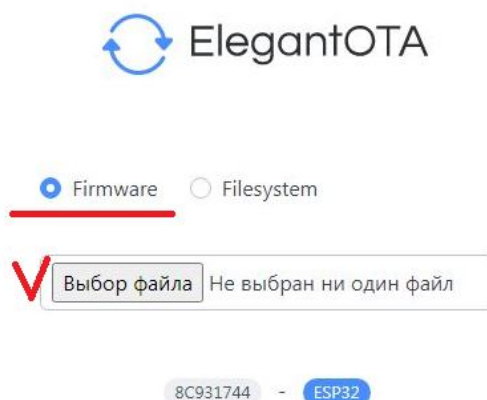 ElegantOTA
Firmware Filesystem
Выбор файла Не выбран ни один файл
8C931744 - ESP32